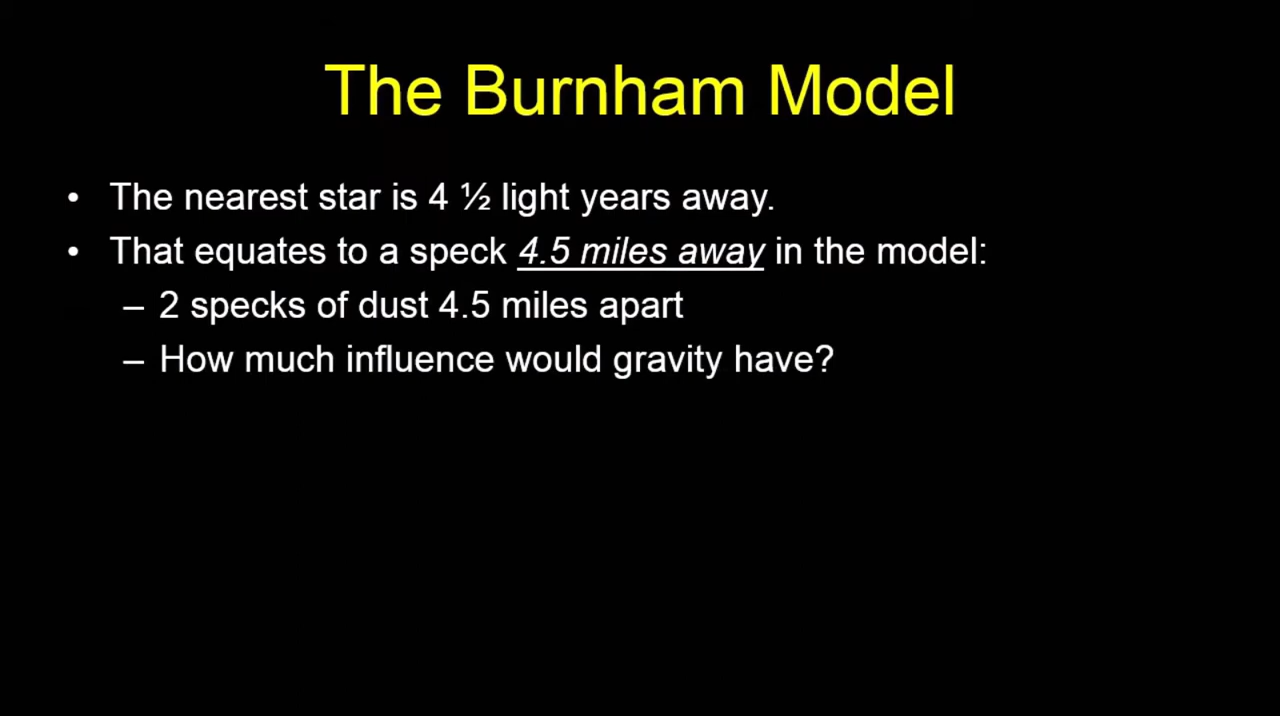 The Burnham Model
• The nearest star is 4 ½ light years away.
• That equates to a speck 4.5 miles away in the model:
– 2 specks of dust 4.5 miles apart
– How much influence would gravity have?